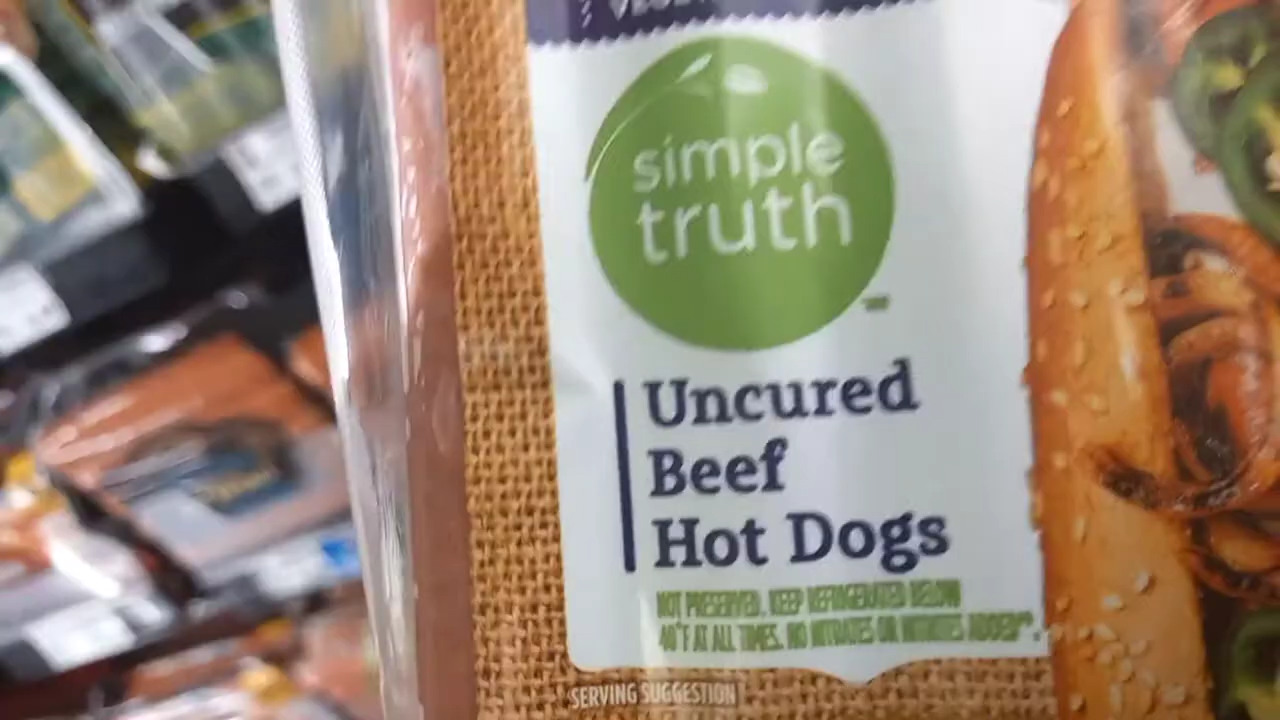 simple
truth
Uncured
Beef
Hot Dogs
NOT PRESERVED. KEEP REFRIGERATED BELOW
40°F AT ALL TIMES. NO NITRATES OR NITRITES ADDED**.
SERVING SUGGESTION